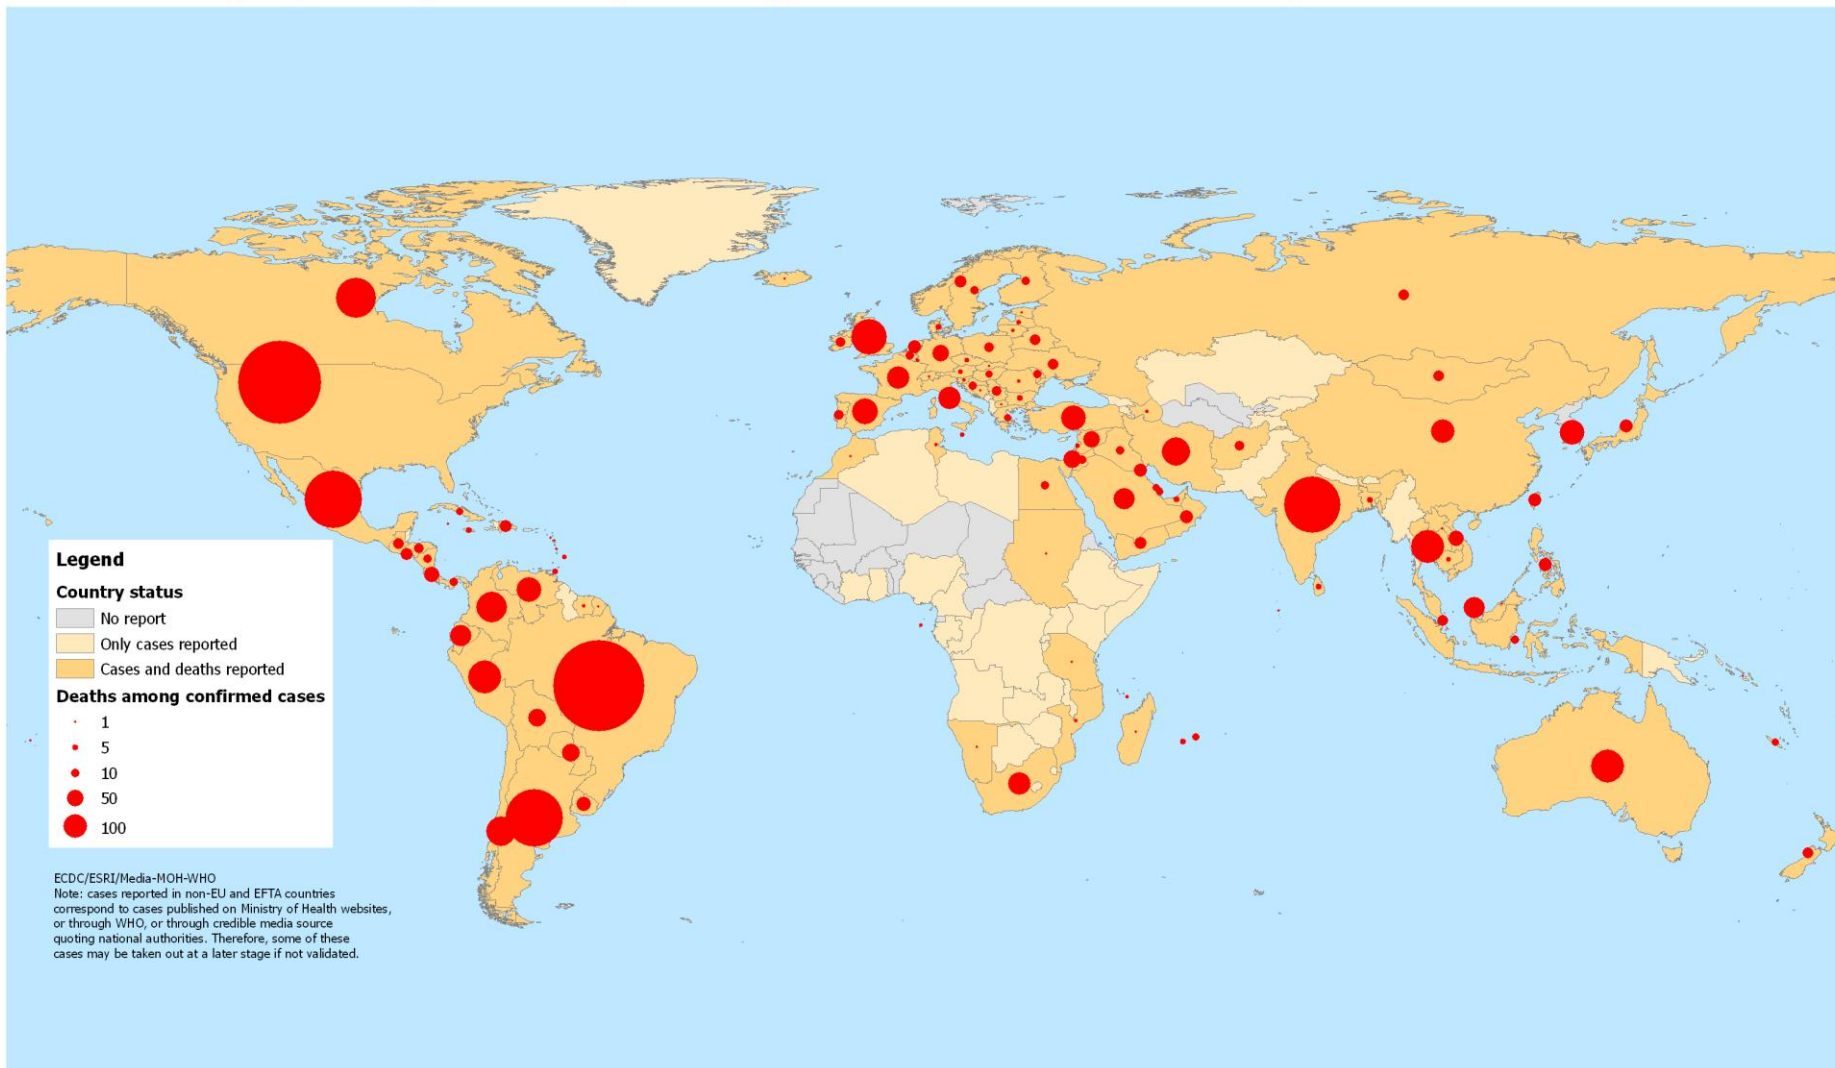 Legend
Country status
No report
Only cases reported
Cases and deaths reported
Deaths among confirmed cases
1
5
10
50
100
ECDC/ESRI/Media-MOH-WHO
Note: cases reported in non-EU and EFTA countries
correspond to cases published on Ministry of Health websites,
or through WHO, or through credible media source
quoting national authorities. Therefore, some of these
cases may be taken out at a later stage if not validated.